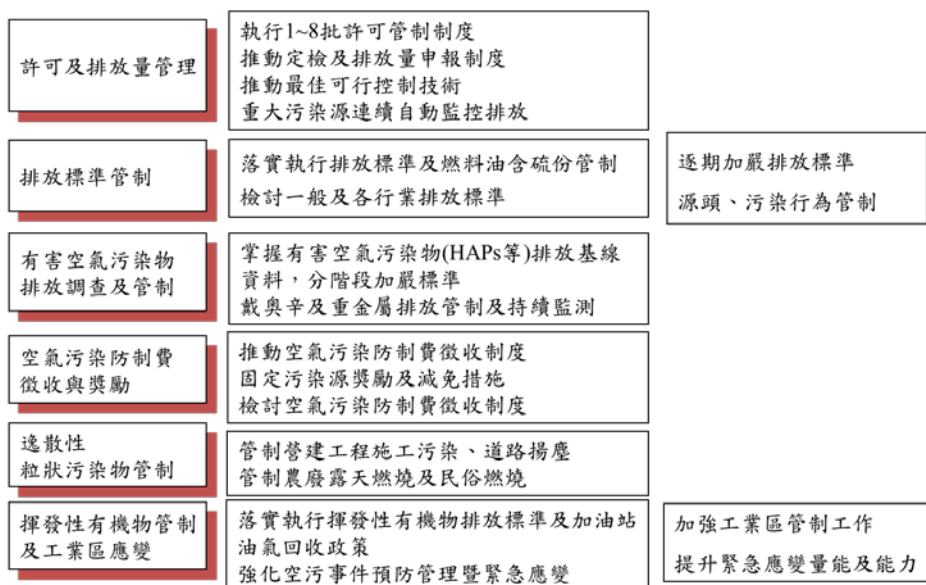 許可及排放量管理
執行1~8批許可管制制度
推動定檢及排放量申報制度
推動最佳可行控制技術
重大污染源連續自動監控排放
排放標準管制
落實執行排放標準及燃料油含硫份管制
檢討一般及各行業排放標準
逐期加嚴排放標準
源頭、污染行為管制
有害空氣污染物
排放調查及管制
掌握有害空氣污染物(HAPs等)排放基線
資料，分階段加嚴標準
戴奧辛及重金屬排放管制及持續監測
空氣污染防制費
徵收與獎勵
推動空氣污染防制費徵收制度
固定污染源獎勵及減免措施
檢討空氣污染防制費徵收制度
逸散性
粒狀污染物管制
管制營建工程施工污染、道路揚塵
管制農廢露天燃燒及民俗燃燒
揮發性有機物管制
及工業區應變
落實執行揮發性有機物排放標準及加油站
油氣回收政策
強化空污事件預防管理暨緊急應變
加強工業區管制工作
提升緊急應變量能及能力